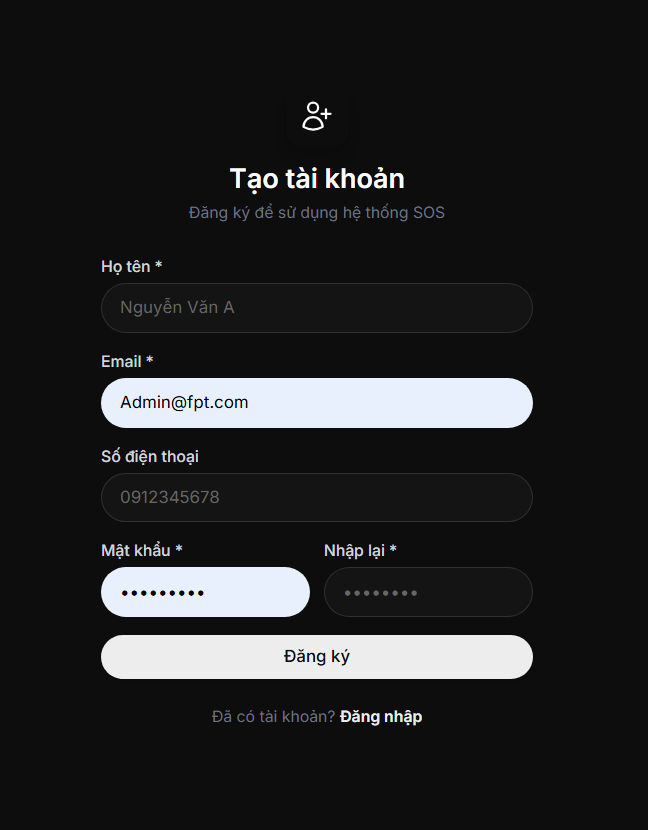 Tạo tài khoản
Đăng ký để sử dụng hệ thống SOS
Họ tên *
Nguyễn Văn A
Email *
Admin@fpt.com
Số điện thoại
0912345678
Mật khẩu * Nhập lại *
••••••••• ••••••••
Đăng ký
Đã có tài khoản? Đăng nhập